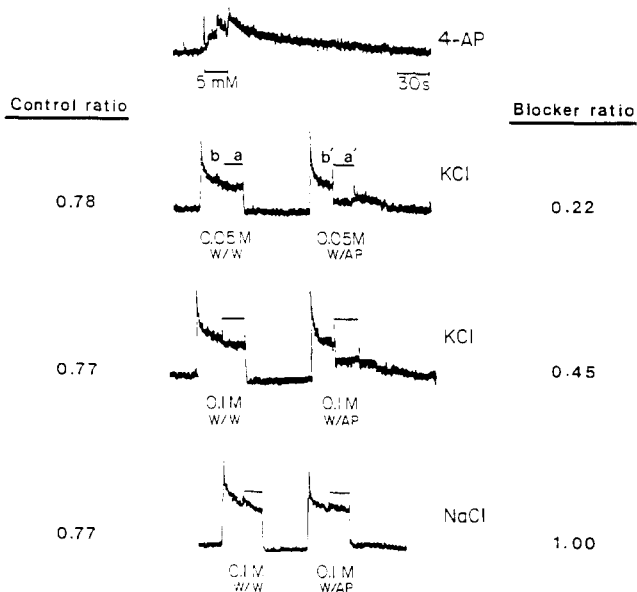 4-AP
5 mM
30s
Control ratio
Blocker ratio
b a
b' a'
KCl
0.78
0.22
0.05 M
W/W
0.05M
W/AP
KCl
0.77
0.45
0.1 M
W/W
0.1 M
W/AP
NaCl
0.77
1.00
0.1 M
W/W
0.1 M
W/AP